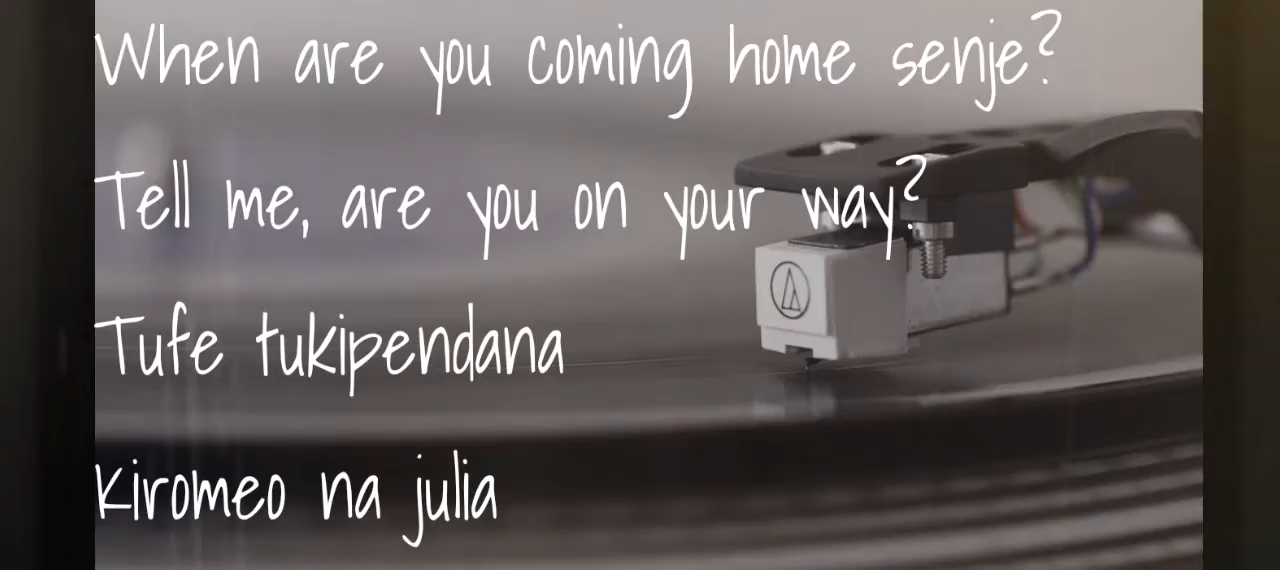 When are you coming home senje?
Tell me, are you on your way?
Tufe tukipendana
Kiromeo na julia